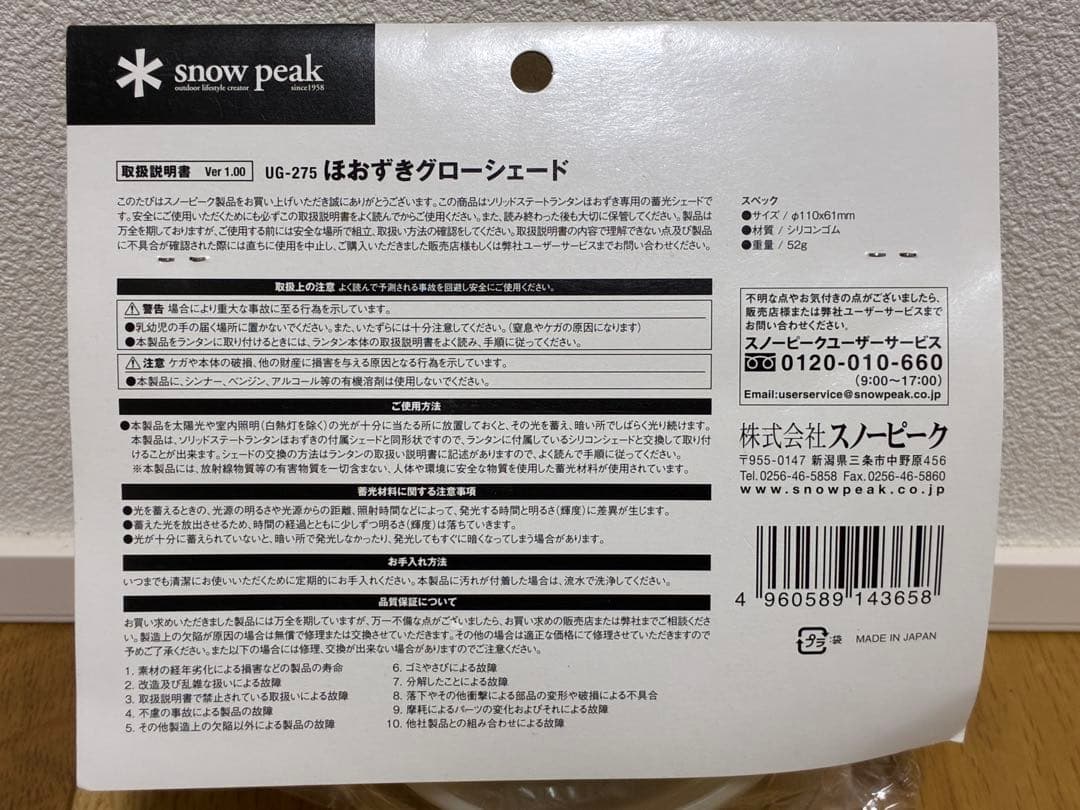 snow peak
outdoor lifestyle creator since1958
取扱説明書 Ver 1.00 UG-275 ほおずきグローシェード
このたびはスノーピーク製品をお買い上げいただき誠にありがとうございます。この商品はソリッドステートランタンほおずき専用の蓄光シェードで
す。安全にご使用いただくためにも必ずこの取扱説明書をよく読んでからご使用ください。また、読み終わった後も大切に保管してください。製品は
万全を期しておりますが、ご使用する前には安全な場所で組立、取扱い方法の確認をしてください。取扱説明書の内容で理解できない点及び製品
に不具合が確認された際には直ちに使用を中止し、ご購入いただきました販売店様もしくは弊社ユーザーサービスまでお問い合わせください。
取扱上の注意 よく読んで予測される事故を回避し安全にご使用ください。
警告 場合により重大な事故に至る行為を示しています。
●乳幼児の手の届く場所に置かないでください。また、いたずらには十分注意してください。(窒息やケガの原因になります)
●本製品をランタンに取り付けるときには、ランタン本体の取扱説明書をよく読み、手順に従ってください。
注意 ケガや本体の破損、他の財産に損害を与える原因となる行為を示しています。
●本製品に、シンナー、ベンジン、アルコール等の有機溶剤は使用しないでください。
ご使用方法
●本製品を太陽光や室内照明(白熱灯を除く)の光が十分に当たる所に放置しておくと、その光を蓄え、暗い所でしばらく光り続けます。
本製品は、ソリッドステートランタンほおずきの付属シェードと同形状ですので、ランタンに付属しているシリコンシェードと交換して取り付
けることが出来ます。シェードの交換の方法はランタンの取扱い説明書に記述がありますので、よく読んで手順に従ってください。
※本製品には、放射線物質等の有害物質を一切含まない、人体や環境に安全な物質を使用した蓄光材料が使用されています。
蓄光材料に関する注意事項
●光を蓄えるときの、光源の明るさや光源からの距離、照射時間などによって、発光する時間と明るさ(輝度)に差異が生じます。
●蓄えた光を放出させるため、時間の経過とともに少しずつ明るさ(輝度)は落ちていきます。
●光が十分に蓄えられていないと、暗い所で発光しなかったり、発光してもすぐに暗くなってしまう場合があります。
お手入れ方法
いつまでも清潔にお使いいただくために定期的にお手入れください。本製品に汚れが付着した場合は、流水で洗浄してください。
品質保証について
お買い求めいただきました製品には万全を期していますが、万一不備な点がございましたら、お買い求めの販売店または弊社までご相談くださ
い。製造上の欠陥が原因の場合は無償で修理または交換させていただきます。その他の場合は適正な価格にて修理させていただきますので
予めご了承ください。また以下の場合には修理、交換が出来ない場合がありますのでご注意ください。
1. 素材の経年劣化による損害などの製品の寿命
2. 改造及び乱雑な扱いによる故障
3. 取扱説明書で禁止されている取扱いによる故障
4. 不慮の事故による製品の故障
5. その他製造上の欠陥以外による製品の故障
6. ゴミやさびによる故障
7. 分解したことによる故障
8. 落下やその他衝撃による部品の変形や破損による不具合
9. 摩耗によるパーツの変化およびそれによる故障
10. 他社製品との組み合わせによる故障
スペック
●サイズ / φ110x61mm
●材質 / シリコンゴム
●重量 / 52g
不明な点やお気付きの点がございましたら、
販売店様または弊社ユーザーサービスまで
お問い合わせください。
スノーピークユーザーサービス
0120-010-660
(9:00〜17:00)
Email:userservice@snowpeak.co.jp
株式会社スノーピーク
〒955-0147 新潟県三条市中野原456
Tel. 0256-46-5858 Fax. 0256-46-5860
www.snowpeak.co.jp
4 960589 143658
プラ :袋 MADE IN JAPAN